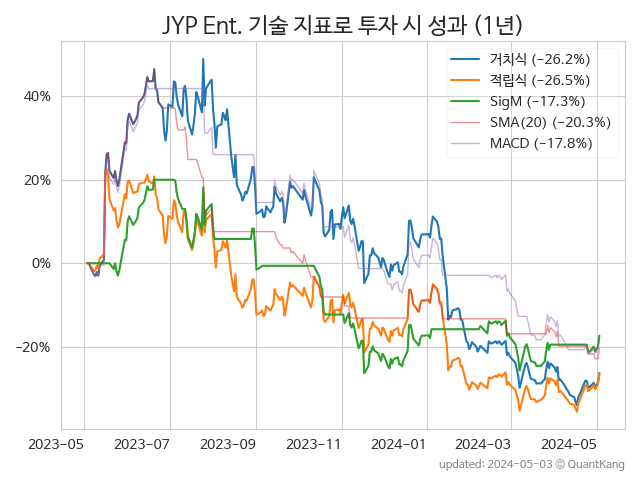 JYP Ent. 기술 지표로 투자 시 성과 (1년)
거치식 (−26.2%)
적립식 (−26.5%)
SigM (−17.3%)
SMA(20) (−20.3%)
MACD (−17.8%)
40%
20%
0%
−20%
2023-05 2023-07 2023-09 2023-11 2024-01 2024-03 2024-05
updated: 2024-05-03 © QuantKang